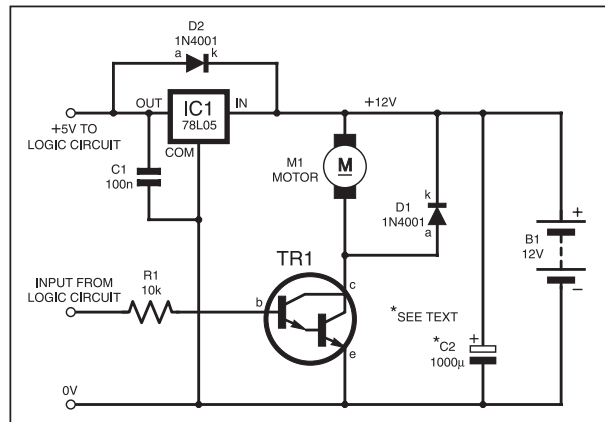 D2
1N4001
a k
OUT IC1 IN
78L05
COM
+12V
+5V TO
LOGIC CIRCUIT
C1
100n
M1
MOTOR
M
k
D1
1N4001
a
+
B1
12V
−
TR1
INPUT FROM
LOGIC CIRCUIT
R1
10k
b
c
e
*SEE TEXT
+
*C2
1000µ
0V